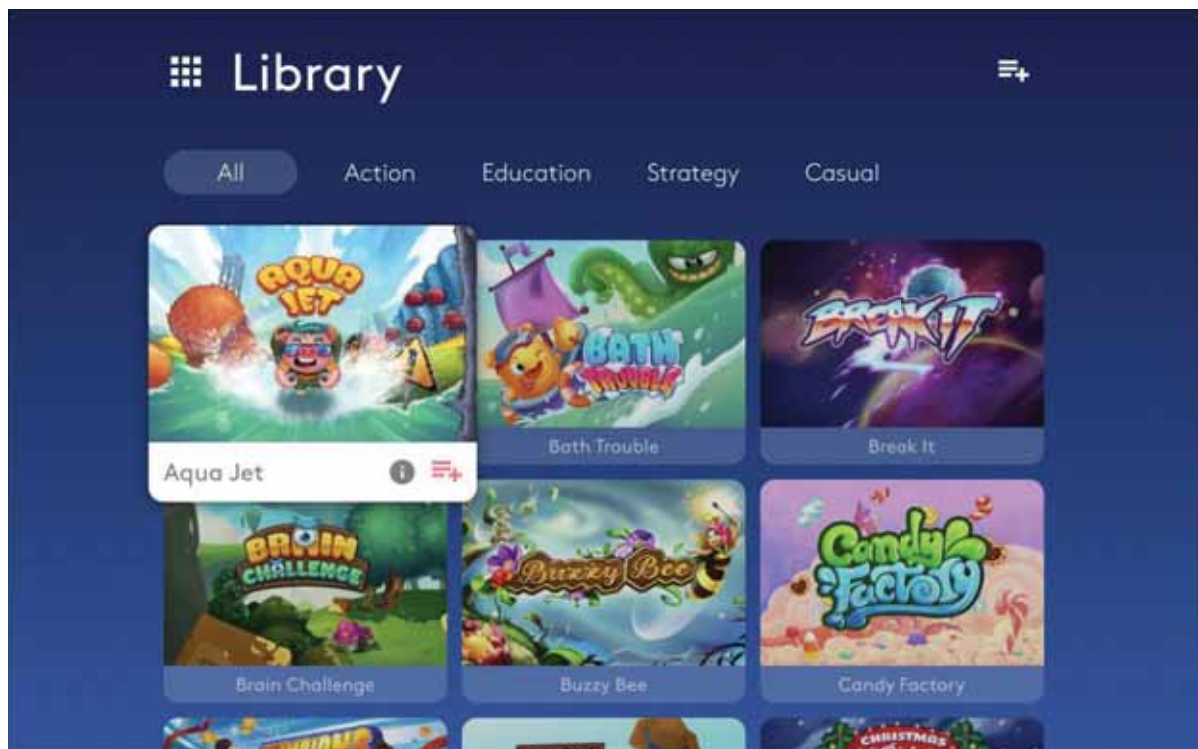 Library
All Action Education Strategy Casual
AQUA
JET
BATH
TROUBLE
BREAK IT
Aqua Jet
Bath Trouble
Break It
BRAIN
CHALLENGE
Buzzy Bee
Candy
Factory
Brain Challenge
Buzzy Bee
Candy Factory
CHRISTMAS